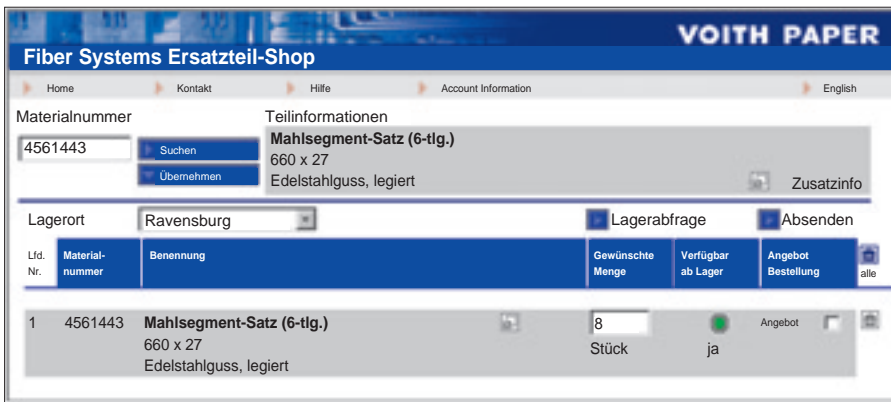 VOITH PAPER
Fiber Systems Ersatzteil-Shop
Home Kontakt Hilfe Account Information English
Materialnummer Teilinformationen
4561443 Suchen Mahlsegment-Satz (6-tlg.)
660 x 27
Übernehmen Edelstahlguss, legiert Zusatzinfo
Lagerort Ravensburg Lagerabfrage Absenden
Lfd. Material- Benennung Gewünschte Verfügbar Angebot
Nr. nummer Menge ab Lager Bestellung alle
1 4561443 Mahlsegment-Satz (6-tlg.) 8 Angebot
660 x 27 Stück ja
Edelstahlguss, legiert